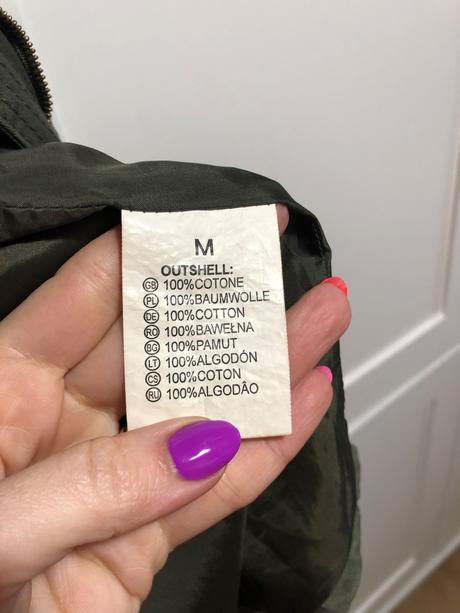 M
OUTSHELL:
GB 100%COTONE
PL 100%BAUMWOLLE
DE 100%COTTON
RO 100%BAWEŁNA
BG 100%PAMUT
LT 100%ALGODÓN
CS 100%COTON
RU 100%ALGODÂO